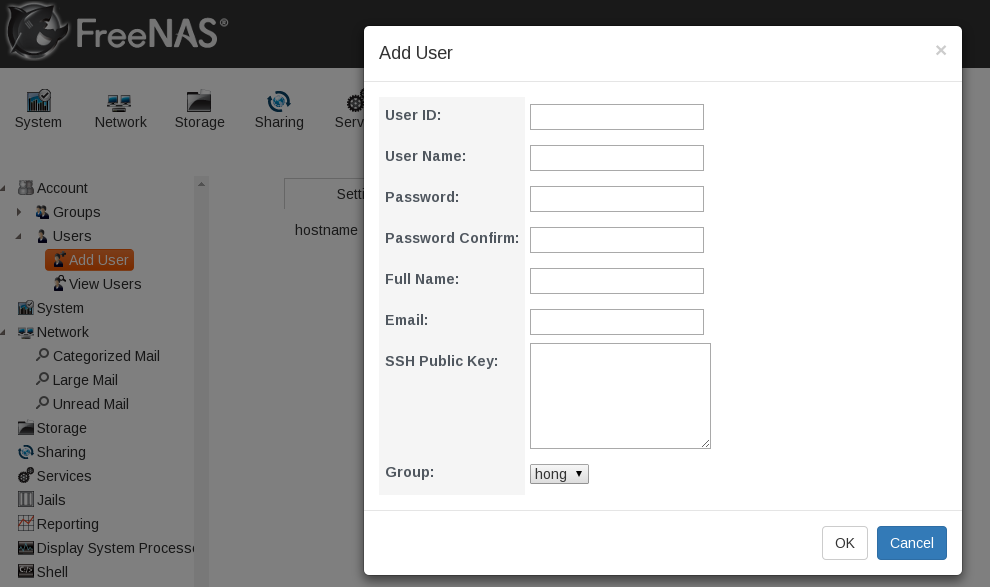 FreeNAS®
System
Network
Storage
Sharing
Serv
Account
Groups
Users
Add User
View Users
System
Network
Categorized Mail
Large Mail
Unread Mail
Storage
Sharing
Services
Jails
Reporting
Display System Processe
Shell
Setti
hostname
Add User ×
User ID:
User Name:
Password:
Password Confirm:
Full Name:
Email:
SSH Public Key:
Group: hong
OK Cancel